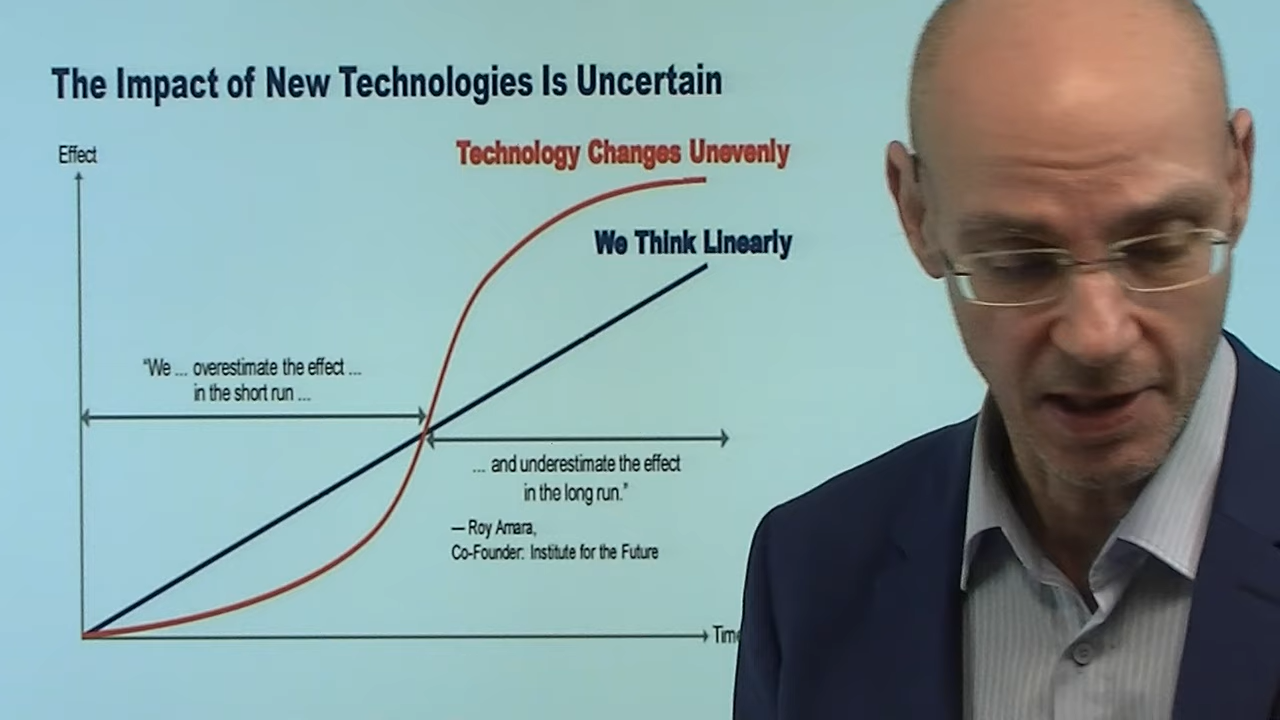 The Impact of New Technologies Is Uncertain
Effect
Technology Changes Unevenly
We Think Linearly
"We ... overestimate the effect ...
in the short run ...
... and underestimate the effect
in the long run."
— Roy Amara,
Co-Founder: Institute for the Future
Time